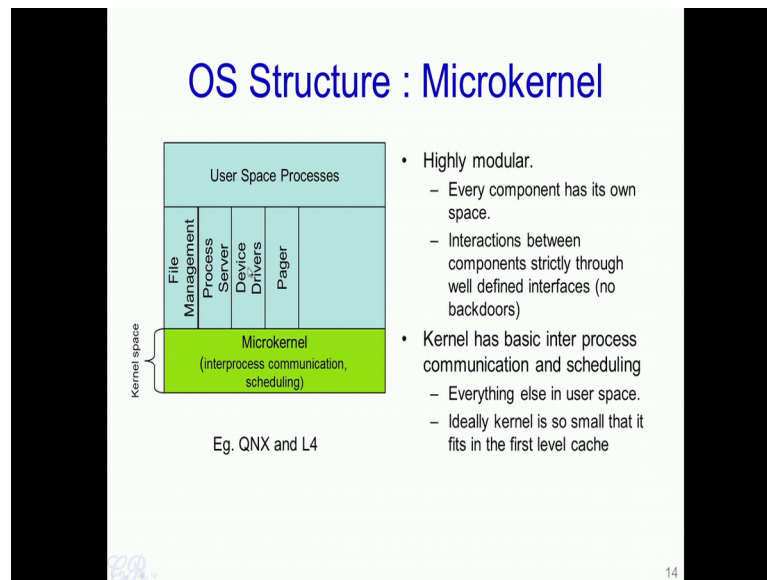 OS Structure : Microkernel
User Space Processes
File
Management
Process
Server
Device
Drivers
Pager
Kernel space
Microkernel
(interprocess communication,
scheduling)
Eg. QNX and L4
• Highly modular.
– Every component has its own
space.
– Interactions between
components strictly through
well defined interfaces (no
backdoors)
• Kernel has basic inter process
communication and scheduling
– Everything else in user space.
– Ideally kernel is so small that it
fits in the first level cache
14